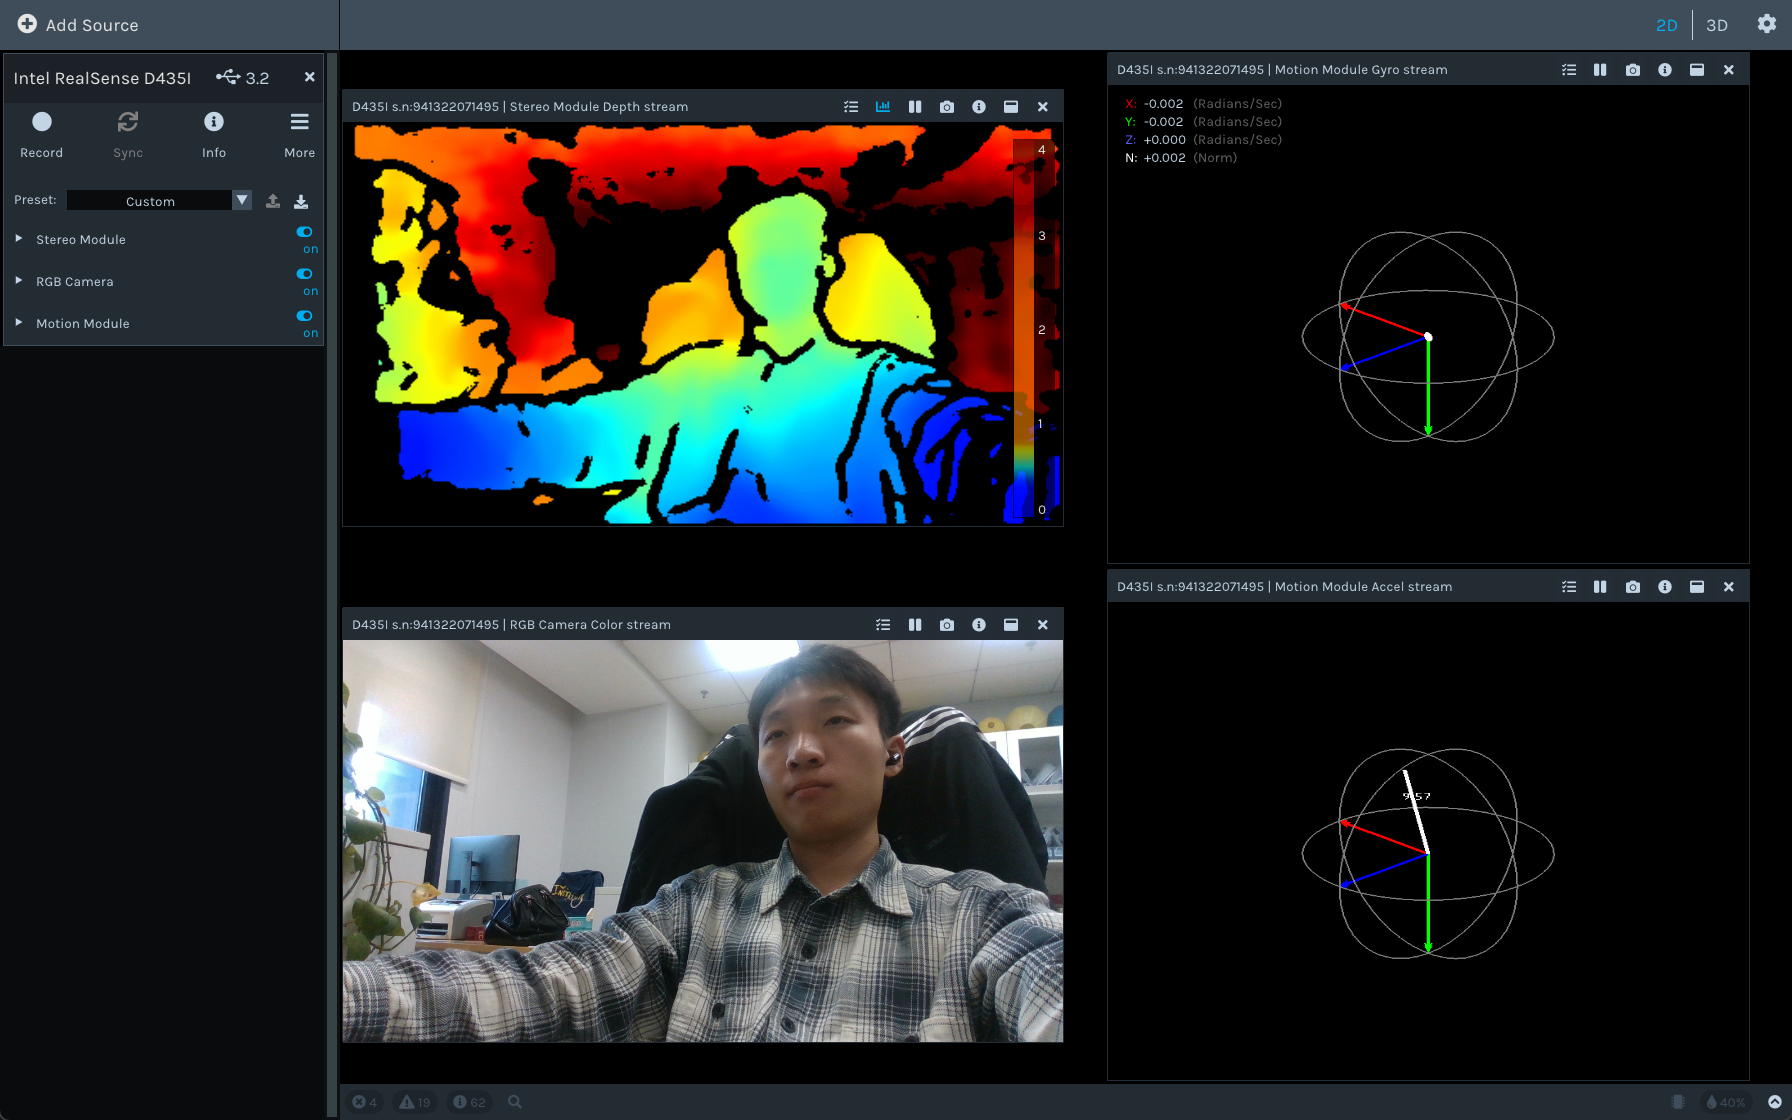 Add Source
2D
3D
Intel RealSense D435I
3.2
Record
Sync
Info
More
Preset:
Custom
Stereo Module
on
RGB Camera
on
Motion Module
on
D435I s.n:941322071495 | Stereo Module Depth stream
4
3
2
1
0
D435I s.n:941322071495 | RGB Camera Color stream
D435I s.n:941322071495 | Motion Module Gyro stream
X: -0.002 (Radians/Sec)
Y: -0.002 (Radians/Sec)
Z: +0.000 (Radians/Sec)
N: +0.002 (Norm)
D435I s.n:941322071495 | Motion Module Accel stream
9.57
4
19
62
40%